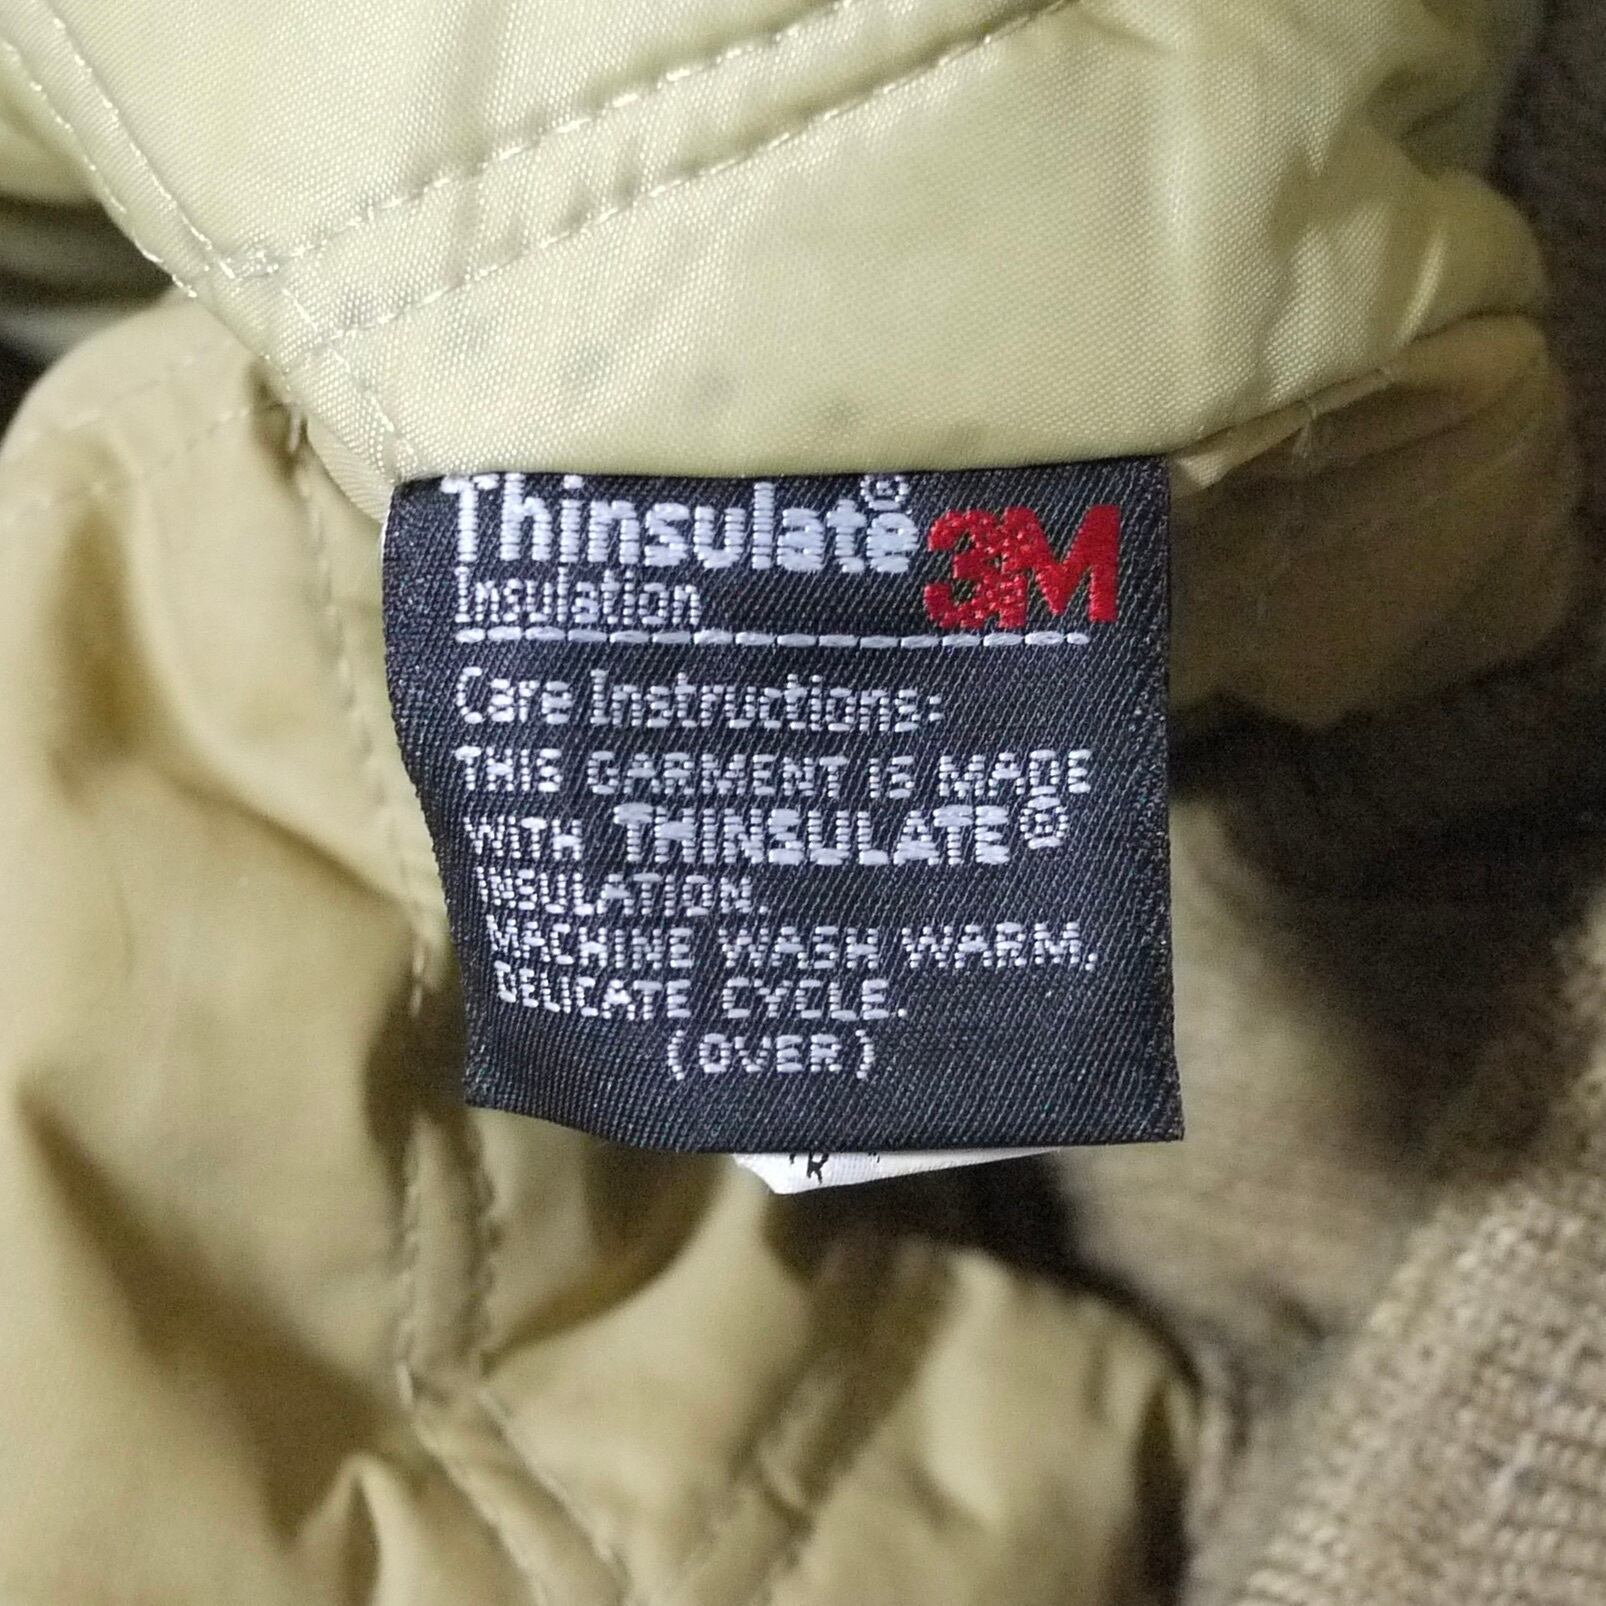 Thinsulate® 3M
Insulation
Care Instructions:
THIS GARMENT IS MADE
WITH THINSULATE®
INSULATION.
MACHINE WASH WARM,
DELICATE CYCLE.
(OVER)
R